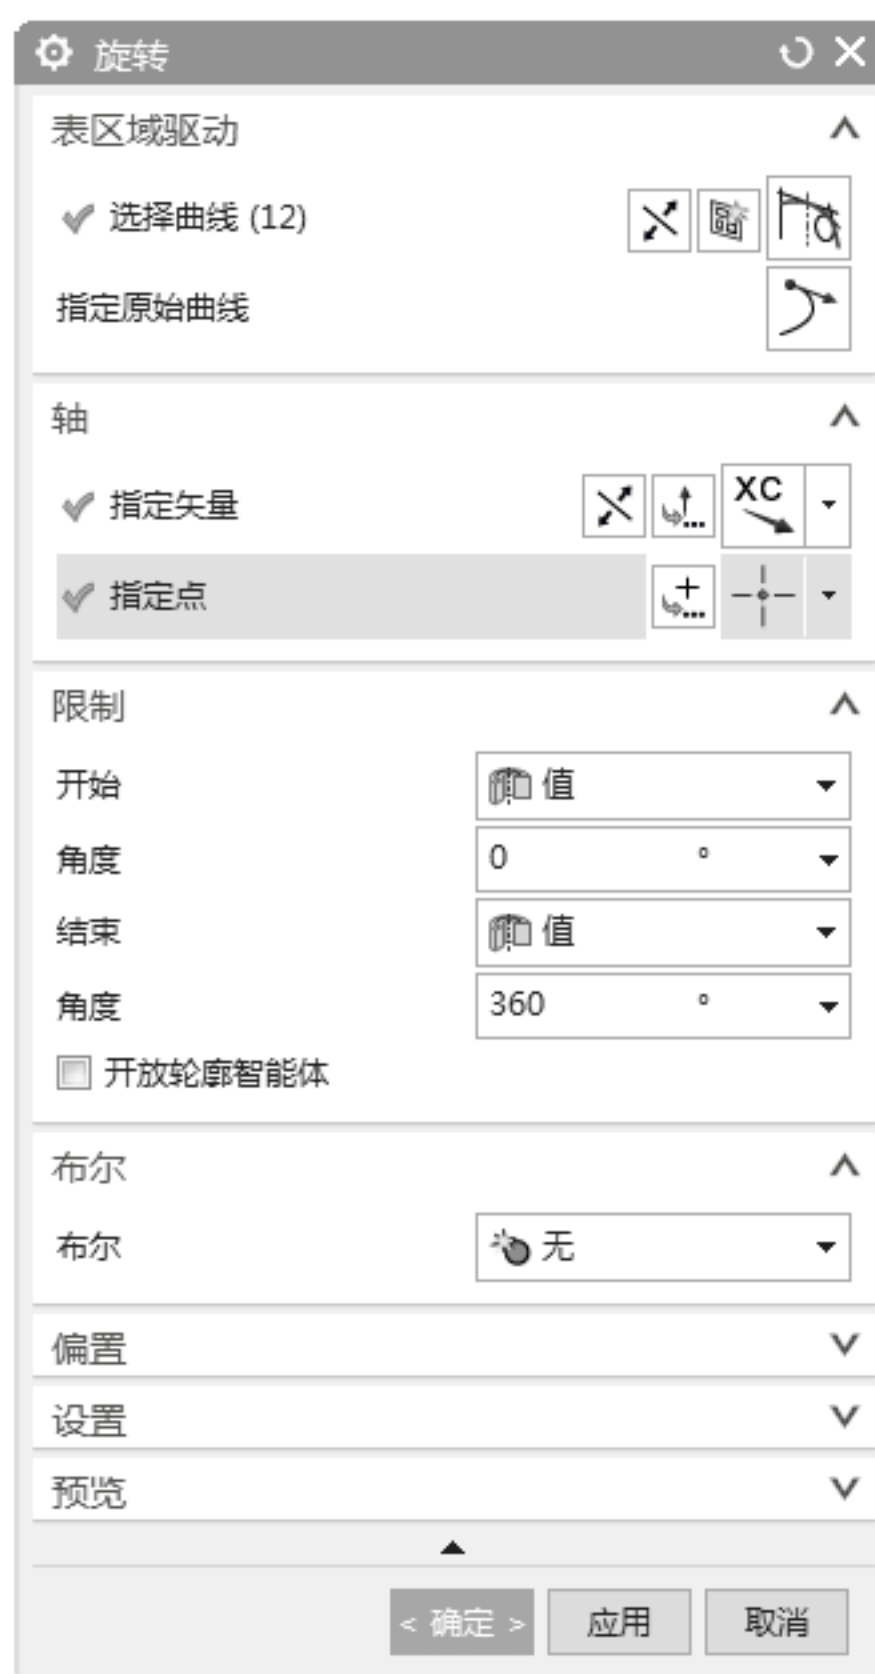 旋转
表区域驱动
选择曲线 (12)
指定原始曲线
轴
指定矢量 XC
指定点
限制
开始 值
角度 0 °
结束 值
角度 360 °
开放轮廓智能体
布尔
布尔 无
偏置
设置
预览
< 确定 > 应用 取消